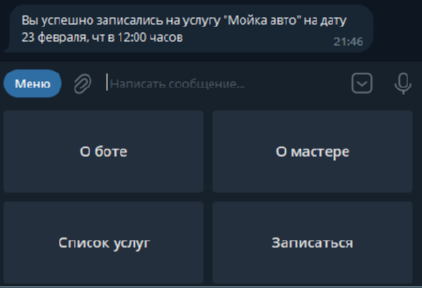 Вы успешно записались на услугу "Мойка авто" на дату
23 февраля, чт в 12:00 часов
21:46
Меню
Написать сообщение...
О боте
О мастере
Список услуг
Записаться